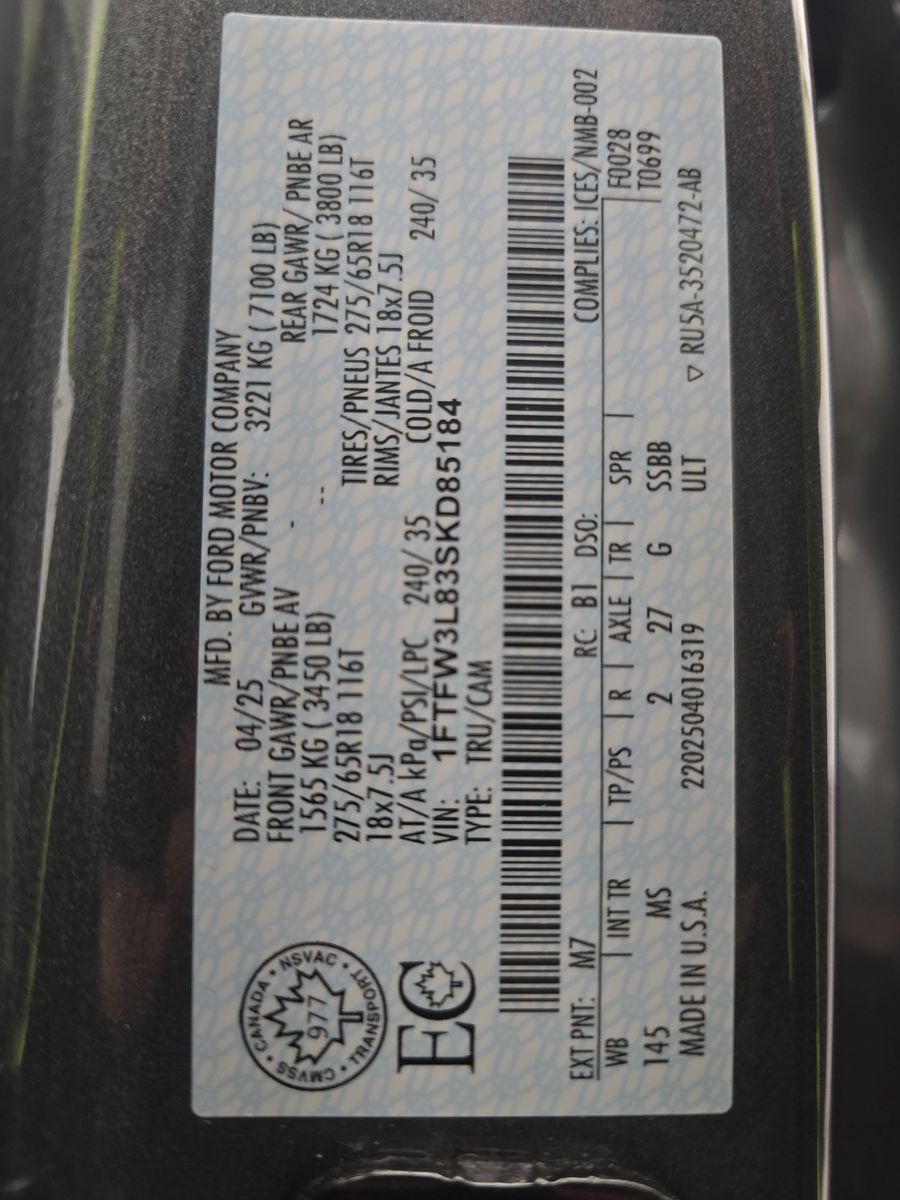 MFD. BY FORD MOTOR COMPANY
DATE: 04/25 GVWR/PNBV: 3221 KG ( 7100 LB)
FRONT GAWR/PNBE AV - REAR GAWR/ PNBE AR
1565 KG ( 3450 LB) -- 1724 KG ( 3800 LB)
275/65R18 116T TIRES/PNEUS 275/65R18 116T
18x7.5J RIMS/JANTES 18x7.5J
AT/A kPa/PSI/LPC 240/ 35 COLD/A FROID 240/ 35
VIN: 1FTFW3L83SKD85184
TYPE: TRU/CAM
CANADA • NSVAC • TRANSPORT • CMVSS •
977
EC
COMPLIES: ICES/NMB-002
EXT PNT: M7 RC: B1 DSO: F0028
WB INT TR TP/PS R AXLE TR SPR T0699
145 MS 2 27 G SSBB
MADE IN U.S.A. 220250401631​9 ULT ▽ RU5A-3520472-AB